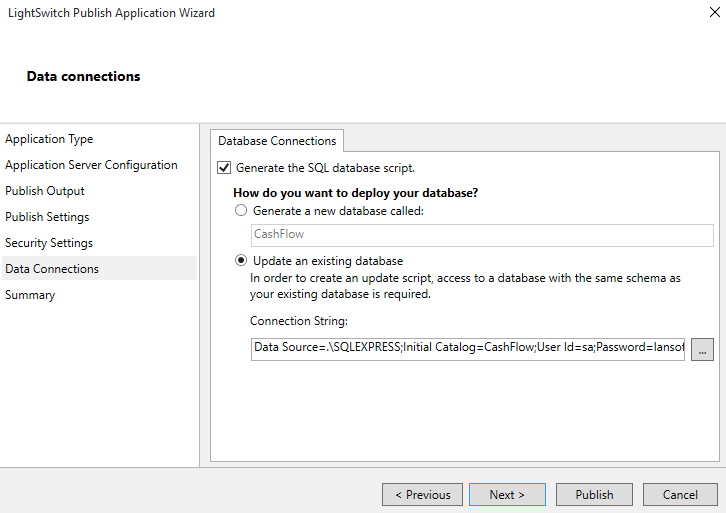 LightSwitch Publish Application Wizard
Data connections
Application Type
Application Server Configuration
Publish Output
Publish Settings
Security Settings
Data Connections
Summary
Database Connections
Generate the SQL database script.
How do you want to deploy your database?
Generate a new database called:
CashFlow
Update an existing database
In order to create an update script, access to a database with the same schema as
your existing database is required.
Connection String:
Data Source=.\SQLEXPRESS;Initial Catalog=CashFlow;User Id=sa;Password=
...
< Previous
Next >
Publish
Cancel